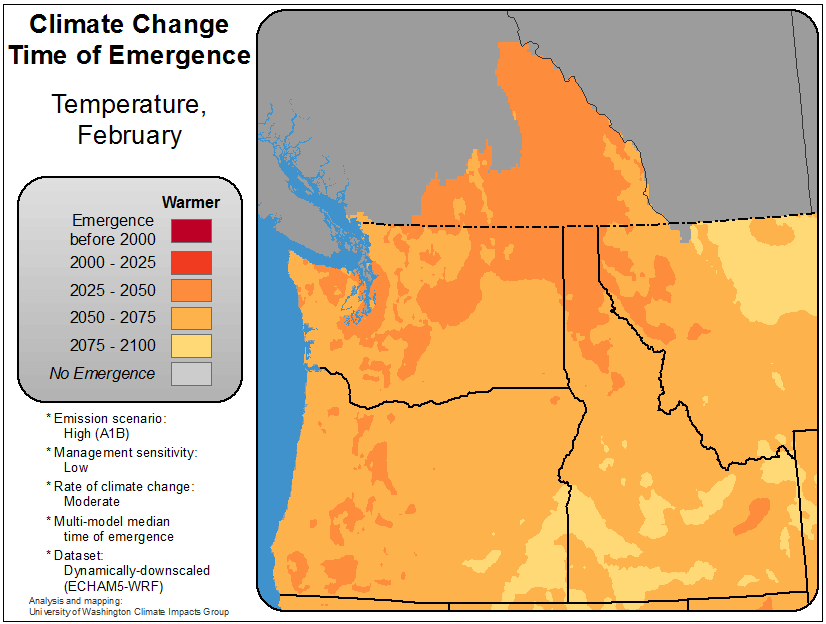 Climate Change
Time of Emergence
Temperature,
February
Warmer
Emergence
before 2000
2000 - 2025
2025 - 2050
2050 - 2075
2075 - 2100
No Emergence
* Emission scenario:
High (A1B)
* Management sensitivity:
Low
* Rate of climate change:
Moderate
* Multi-model median
time of emergence
* Dataset:
Dynamically-downscaled
(ECHAM5-WRF)
Analysis and mapping:
University of Washington Climate Impacts Group